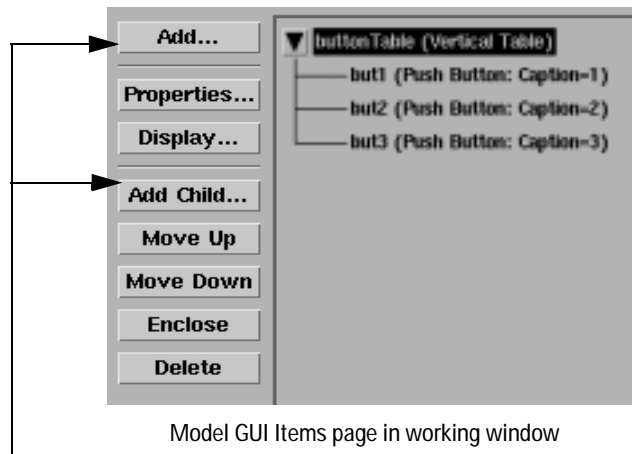 Add...
Properties...
Display...
Add Child...
Move Up
Move Down
Enclose
Delete
buttonTable (Vertical Table)
but1 (Push Button: Caption=1)
but2 (Push Button: Caption=2)
but3 (Push Button: Caption=3)
Model GUI Items page in working window